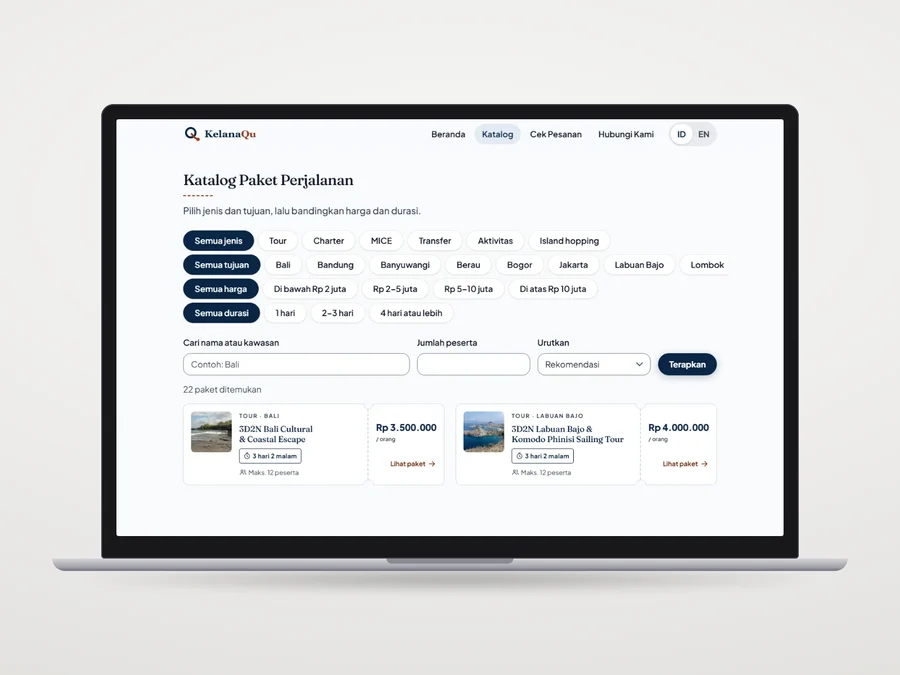 KelanaQu Beranda Katalog Cek Pesanan Hubungi Kami ID EN
Katalog Paket Perjalanan
Pilih jenis dan tujuan, lalu bandingkan harga dan durasi.
Semua jenis Tour Charter MICE Transfer Aktivitas Island hopping
Semua tujuan Bali Bandung Banyuwangi Berau Bogor Jakarta Labuan Bajo Lombok
Semua harga Di bawah Rp 2 juta Rp 2–5 juta Rp 5–10 juta Di atas Rp 10 juta
Semua durasi 1 hari 2–3 hari 4 hari atau lebih
Cari nama atau kawasan Jumlah peserta Urutkan
Contoh: Bali Rekomendasi Terapkan
22 paket ditemukan
TOUR · BALI
3D2N Bali Cultural
& Coastal Escape
3 hari 2 malam
Maks. 12 peserta
Rp 3.500.000
/ orang
Lihat paket →
TOUR · LABUAN BAJO
3D2N Labuan Bajo &
Komodo Phinisi Sailing Tour
3 hari 2 malam
Maks. 12 peserta
Rp 4.000.000
/ orang
Lihat paket →